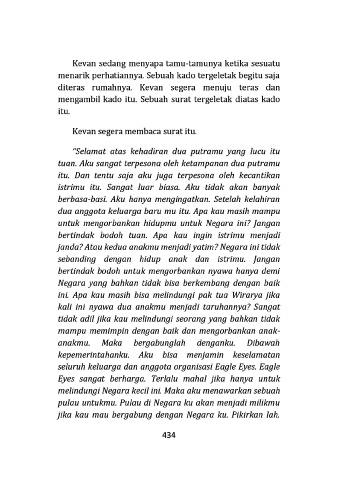 Kevan sedang menyapa tamu-tamunya ketika sesuatu
menarik perhatiannya. Sebuah kado tergeletak begitu saja
diteras rumahnya. Kevan segera menuju teras dan
mengambil kado itu. Sebuah surat tergeletak diatas kado
itu.
Kevan segera membaca surat itu.
"Selamat atas kehadiran dua putramu yang lucu itu
tuan. Aku sangat terpesona oleh ketampanan dua putramu
itu. Dan tentu saja aku juga terpesona oleh kecantikan
istrimu itu. Sangat luar biasa. Aku tidak akan banyak
berbasa-basi. Aku hanya mengingatkan. Setelah kelahiran
dua anggota keluarga baru mu itu. Apa kau masih mampu
untuk mengorbankan hidupmu untuk Negara ini? Jangan
bertindak bodoh tuan. Apa kau ingin istrimu menjadi
janda? Atau kedua anakmu menjadi yatim? Negara ini tidak
sebanding dengan hidup anak dan istrimu. Jangan
bertindak bodoh untuk mengorbankan nyawa hanya demi
Negara yang bahkan tidak bisa berkembang dengan baik
ini. Apa kau masih bisa melindungi pak tua Wirarya jika
kali ini nyawa dua anakmu menjadi taruhannya? Sangat
tidak adil jika kau melindungi seorang yang bahkan tidak
mampu memimpin dengan baik dan mengorbankan anak-
anakmu. Maka bergabunglah denganku. Dibawah
kepemerintahanku. Aku bisa menjamin keselamatan
seluruh keluarga dan anggota organisasi Eagle Eyes. Eagle
Eyes sangat berharga. Terlalu mahal jika hanya untuk
melindungi Negara kecil ini. Maka aku menawarkan sebuah
pulau untukmu. Pulau di Negara ku akan menjadi milikmu
jika kau mau bergabung dengan Negara ku. Pikirkan lah.
434